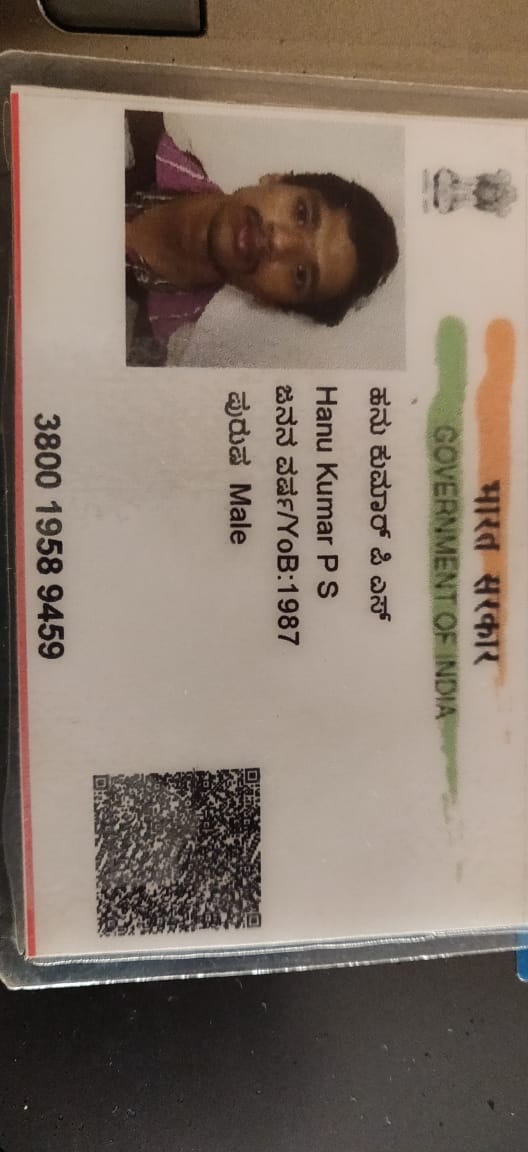 भारत सरकार
GOVERNMENT OF INDIA
ಹನು ಕುಮಾರ್ ಪಿ ಎಸ್
Hanu Kumar P S
ಜನನ ವರ್ಷ/YoB:1987
ಪುರುಷ Male
3800 1958 9459